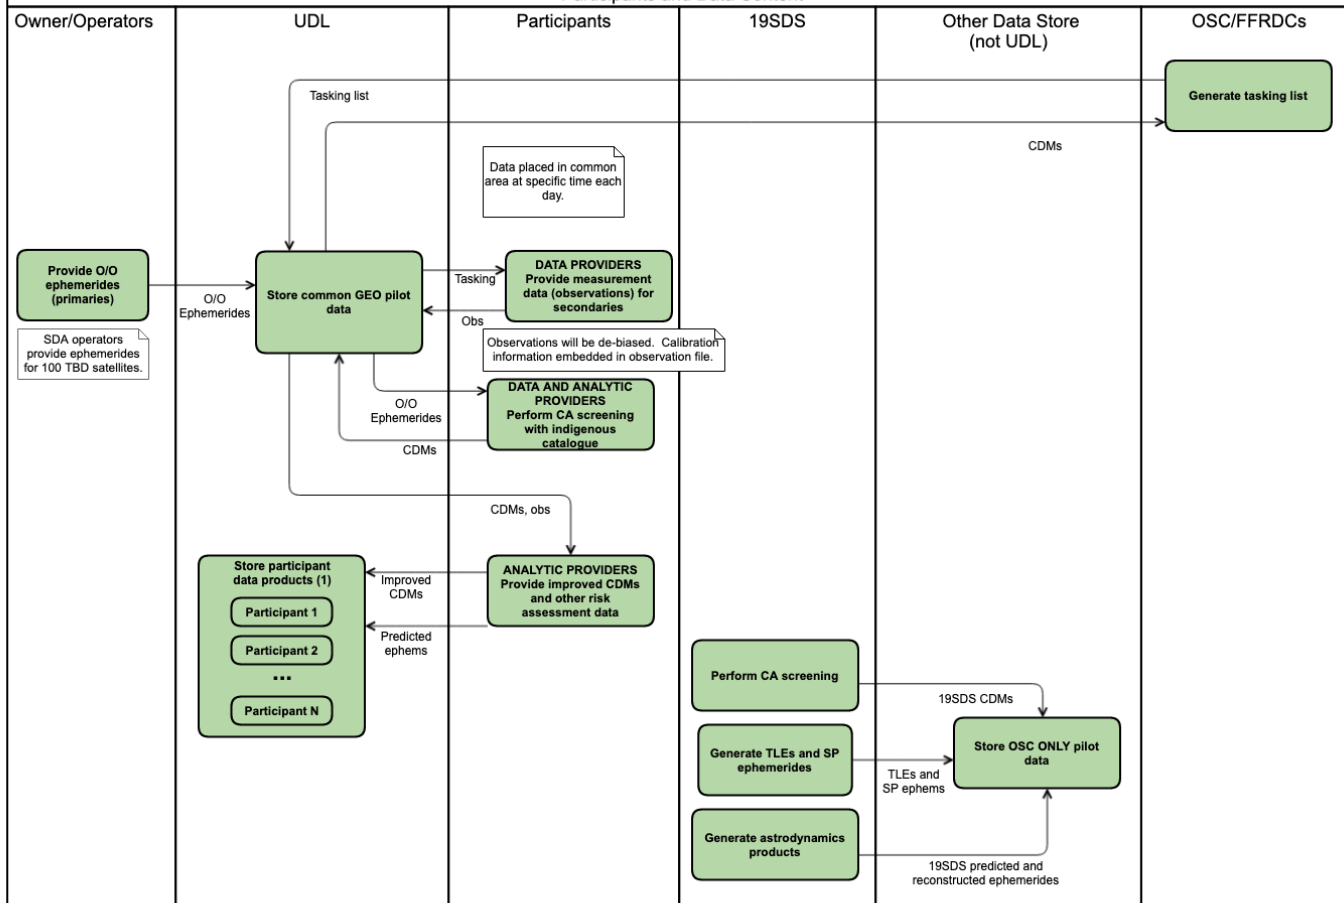 Owner/Operators
UDL
Participants
19SDS
Other Data Store
(not UDL)
OSC/FFRDCs
Tasking list
Generate tasking list
CDMs
Data placed in common
area at specific time each
day.
Provide O/O
ephemerides
(primaries)
O/O
Ephemerides
SDA operators
provide ephemerides
for 100 TBD satellites.
Store common GEO pilot
data
Tasking
Obs
DATA PROVIDERS
Provide measurement
data (observations) for
secondaries
Observations will be de-biased.  Calibration
information embedded in observation file.
O/O
Ephemerides
CDMs
DATA AND ANALYTIC
PROVIDERS
Perform CA screening
with indigenous
catalogue
CDMs, obs
Store participant
data products (1)
Participant 1
Participant 2
...
Participant N
Improved
CDMs
Predicted
ephems
ANALYTIC PROVIDERS
Provide improved CDMs
and other risk
assessment data
Perform CA screening
19SDS CDMs
Generate TLEs and SP
ephemerides
TLEs and
SP ephems
Store OSC ONLY pilot
data
Generate astrodynamics
products
19SDS predicted and
reconstructed ephemerides